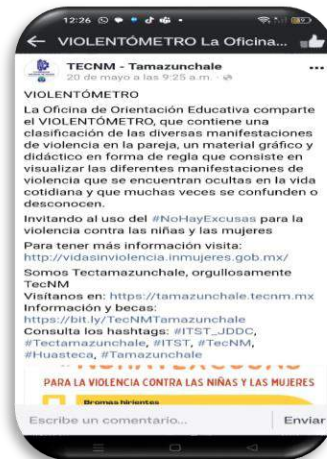 12:26
VIOLENTÓMETRO La Oficina...
TECNM - Tamazunchale
20 de mayo a las 9:25 a.m.
VIOLENTÓMETRO
La Oficina de Orientación Educativa comparte
el VIOLENTÓMETRO, que contiene una
clasificación de las diversas manifestaciones
de violencia en la pareja, un material gráfico y
didáctico en forma de regla que consiste en
visualizar las diferentes manifestaciones de
violencia que se encuentran ocultas en la vida
cotidiana y que muchas veces se confunden o
desconocen.
Invitando al uso del #NoHayExcusas para la
violencia contra las niñas y las mujeres
Para tener más información visita:
http://vidasinviolencia.inmujeres.gob.mx/
Somos Tectamazunchale, orgullosamente
TecNM
Visítanos en: https://tamazunchale.tecnm.mx
Información y becas:
https://bit.ly/TecNMTamazunchale
Consulta los hashtags: #ITST_JDDC,
#Tectamazunchale, #ITST, #TecNM,
#Huasteca, #Tamazunchale
PARA LA VIOLENCIA CONTRA LAS NIÑAS Y LAS MUJERES
Bromas hirientes
Escribe un comentario... Enviar